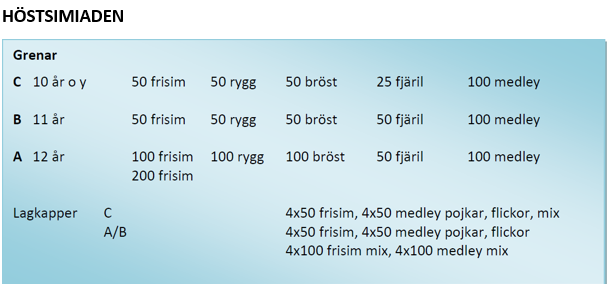 HÖSTSIMIADEN
Grenar
C 10 år o y 50 frisim 50 rygg 50 bröst 25 fjäril 100 medley
B 11 år 50 frisim 50 rygg 50 bröst 50 fjäril 100 medley
A 12 år 100 frisim 100 rygg 100 bröst 50 fjäril 100 medley
200 frisim
Lagkapper C 4x50 frisim, 4x50 medley pojkar, flickor, mix
A/B 4x50 frisim, 4x50 medley pojkar, flickor
4x100 frisim mix, 4x100 medley mix